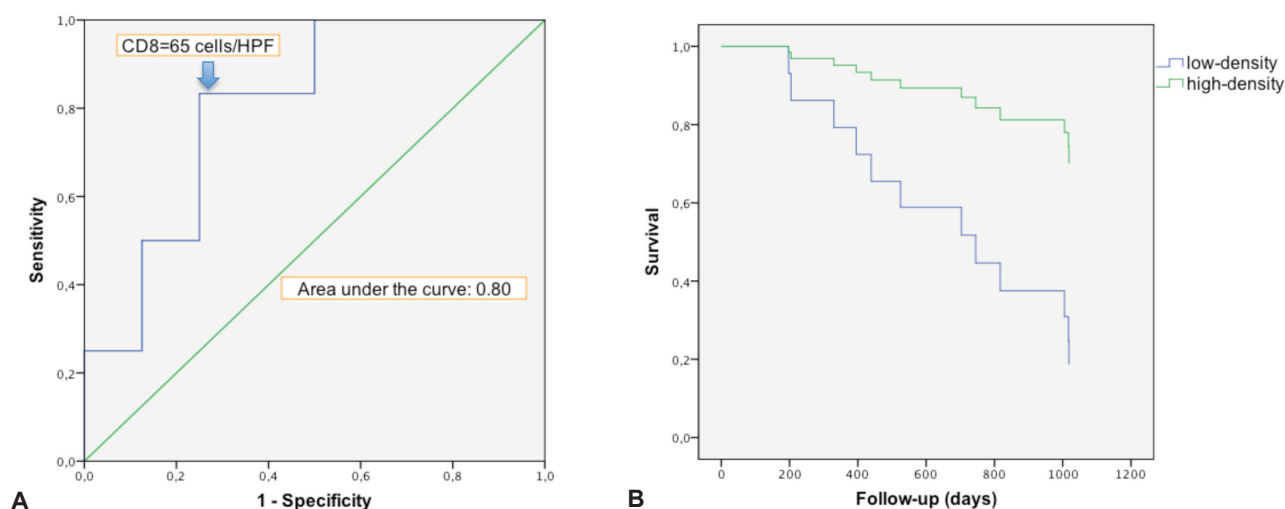 1,0
0,8
0,6
0,4
0,2
0,0
Sensitivity
CD8=65 cells/HPF
Area under the curve: 0.80
0,0 0,2 0,4 0,6 0,8 1,0
1 - Specificity
A
1,0
0,8
0,6
0,4
0,2
0,0
Survival
low-density
high-density
0 200 400 600 800 1000 1200
Follow-up (days)
B